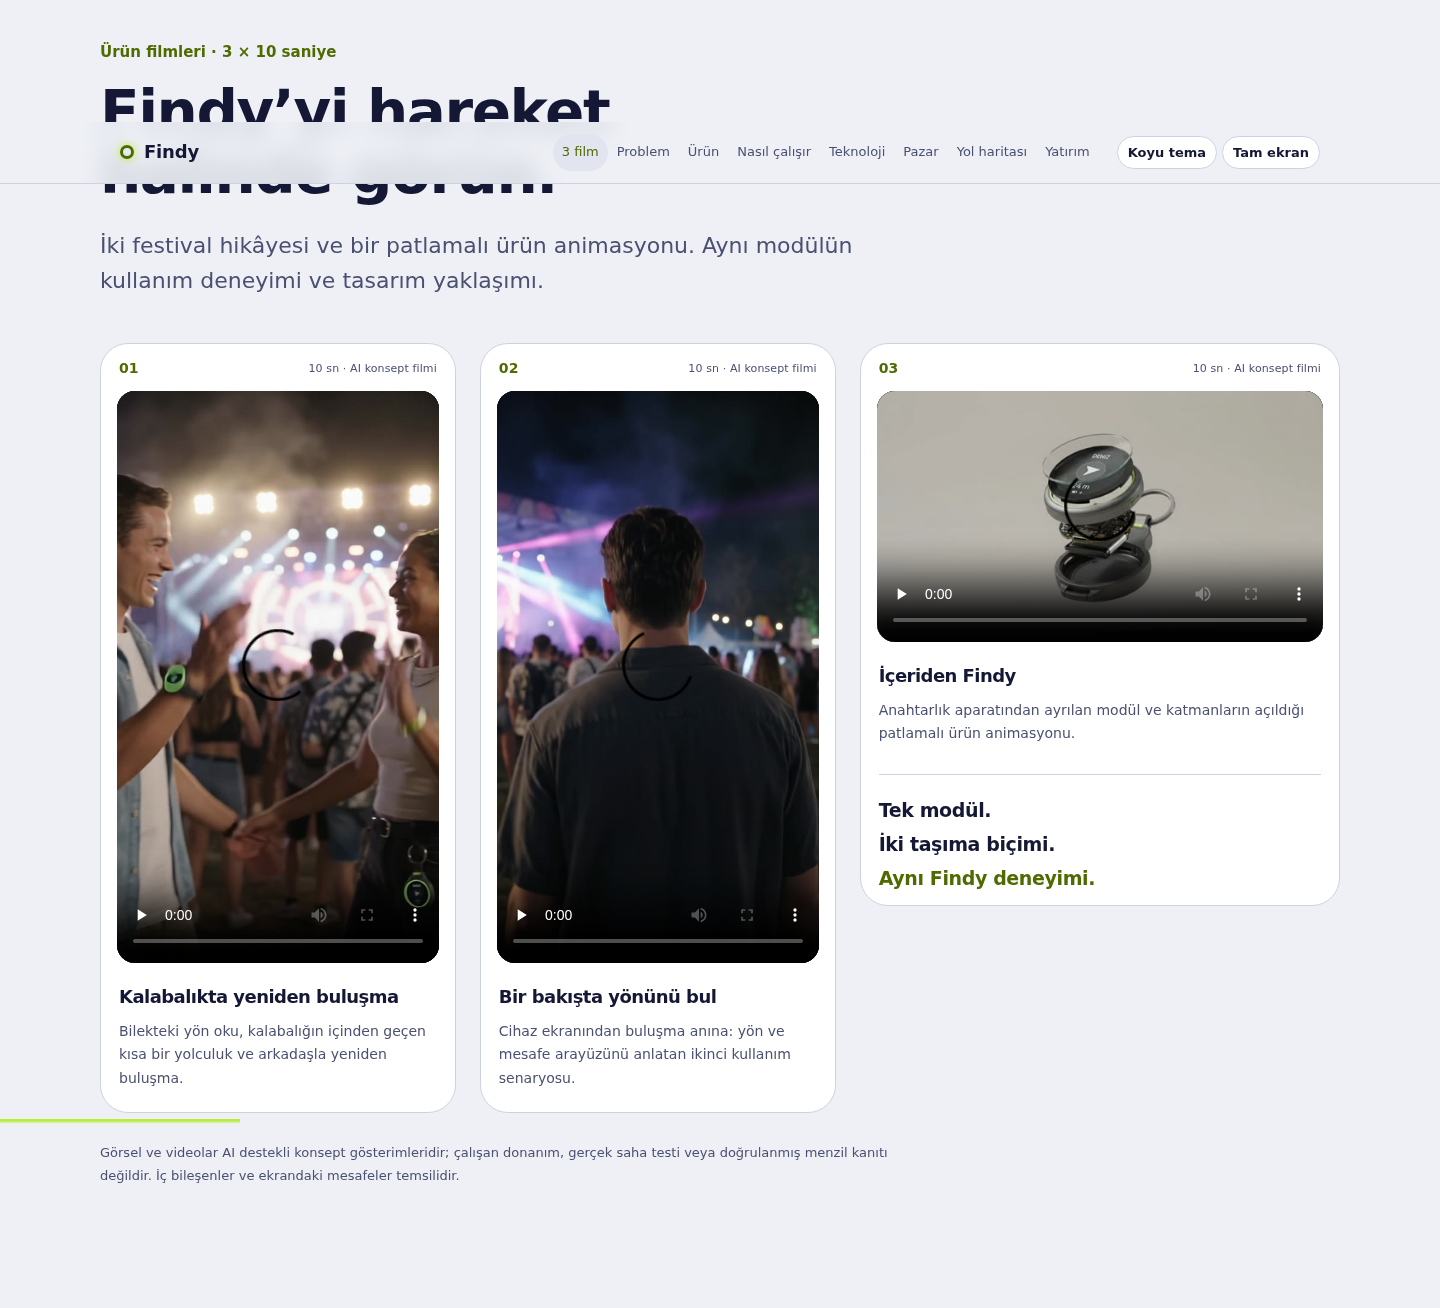 Ürün filmleri · 3 × 10 saniye
Findy’yi hareket
Findy
3 film
Problem
Ürün
Nasıl çalışır
Teknoloji
Pazar
Yol haritası
Yatırım
Koyu tema
Tam ekran
halinde görün.
İki festival hikâyesi ve bir patlamalı ürün animasyonu. Aynı modülün
kullanım deneyimi ve tasarım yaklaşımı.
01
10 sn · AI konsept filmi
0:00
Kalabalıkta yeniden buluşma
Bilekteki yön oku, kalabalığın içinden geçen
kısa bir yolculuk ve arkadaşla yeniden
buluşma.
02
10 sn · AI konsept filmi
0:00
Bir bakışta yönünü bul
Cihaz ekranından buluşma anına: yön ve
mesafe arayüzünü anlatan ikinci kullanım
senaryosu.
03
10 sn · AI konsept filmi
DENİZ
0:00
İçeriden Findy
Anahtarlık aparatından ayrılan modül ve katmanların açıldığı
patlamalı ürün animasyonu.
Tek modül.
İki taşıma biçimi.
Aynı Findy deneyimi.
Görsel ve videolar AI destekli konsept gösterimleridir; çalışan donanım, gerçek saha testi veya doğrulanmış menzil kanıtı
değildir. İç bileşenler ve ekrandaki mesafeler temsilidir.